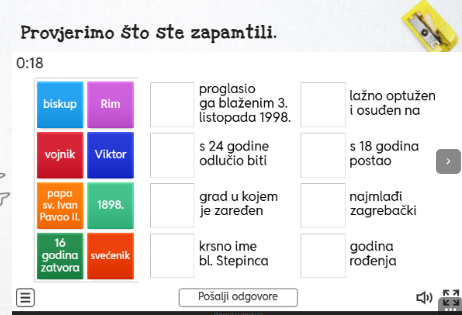 Provjerimo što ste zapamtili.
0:18
biskup
Rim
vojnik
Viktor
papa
sv. Ivan
Pavao II.
1898.
16
godina
zatvora
svećenik
proglasio
ga blaženim 3.
listopada 1998.
lažno optužen
i osuđen na
s 24 godine
odlučio biti
s 18 godina
postao
grad u kojem
je zaređen
najmlađi
zagrebački
krsno ime
bl. Stepinca
godina
rođenja
Pošalji odgovore